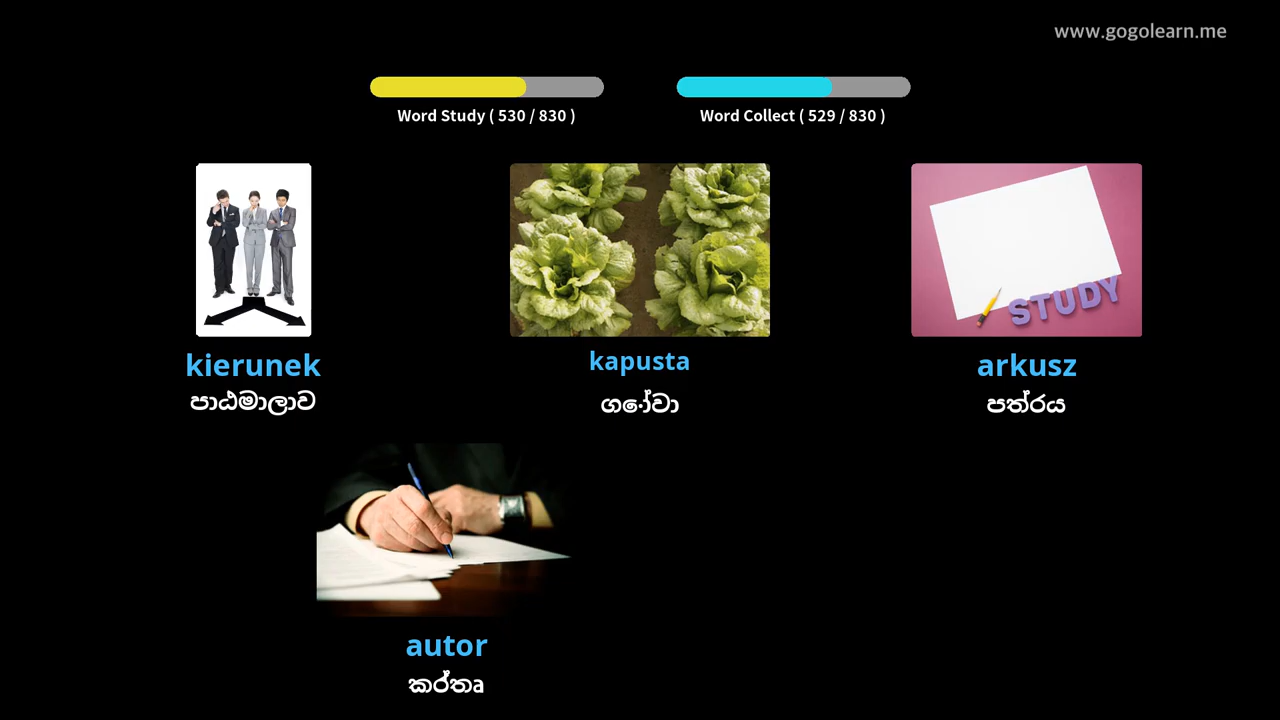 www.gogolearn.me
Word Study ( 530 / 830 )
Word Collect ( 529 / 830 )
kierunek
පාඨමාලාව
kapusta
ගෝවා
STUDY
arkusz
පත්රය
autor
කර්තෘ